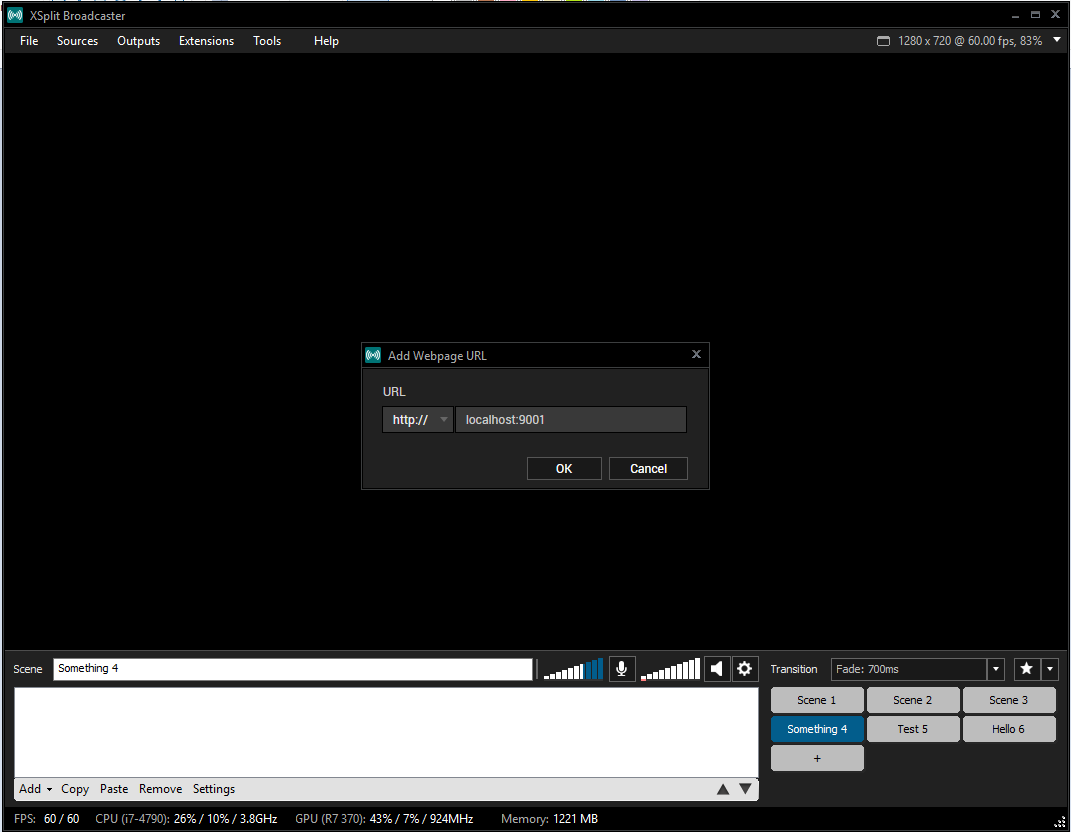 XSplit Broadcaster
File Sources Outputs Extensions Tools Help 1280 x 720 @ 60.00 fps, 83%
Add Webpage URL
URL
http:// localhost:9001
OK Cancel
Scene Something 4 Transition Fade: 700ms
Scene 1 Scene 2 Scene 3
Something 4 Test 5 Hello 6
+
Add Copy Paste Remove Settings
FPS: 60 / 60 CPU (i7-4790): 26% / 10% / 3.8GHz GPU (R7 370): 43% / 7% / 924MHz Memory: 1221 MB